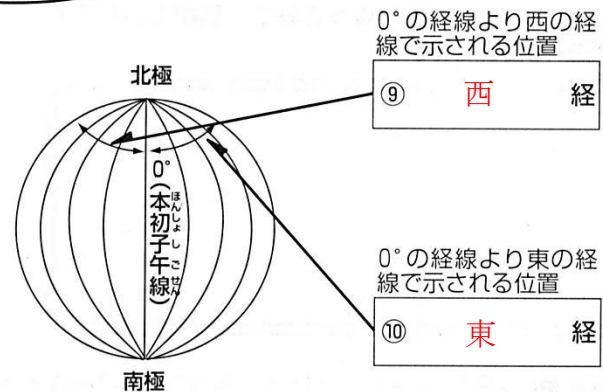 0°の経線より西の経
線で示される位置
⑨ 西 経
北極
0°(本初子午線)
ほんしょしごせん
0°の経線より東の経
線で示される位置
⑩ 東 経
南極